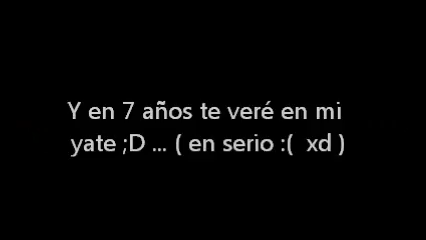 Y en 7 años te veré en mi
yate ;D ... ( en serio :(  xd )